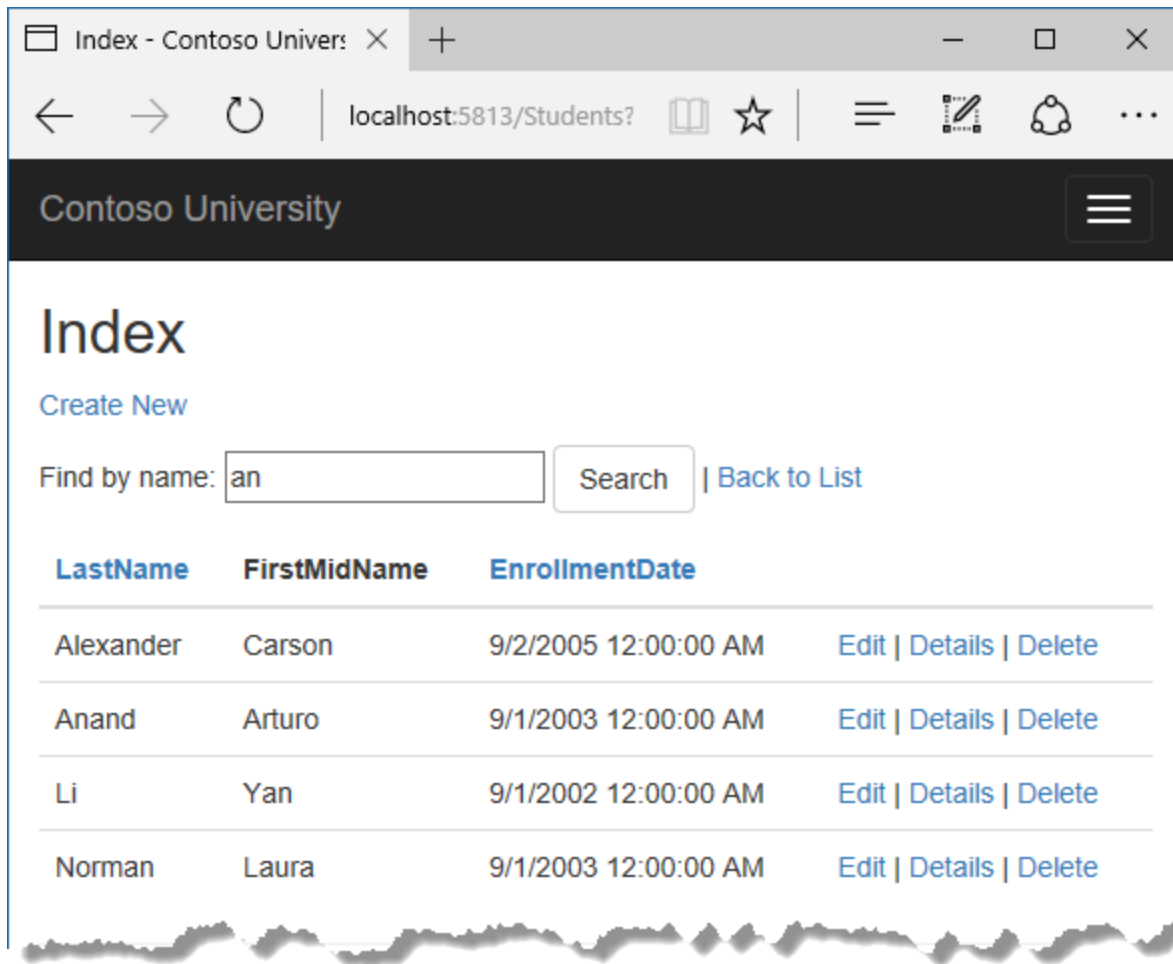 Index - Contoso Univers
localhost:5813/Students?
Contoso University
Index
Create New
Find by name: an Search | Back to List
LastName FirstMidName EnrollmentDate
Alexander Carson 9/2/2005 12:00:00 AM Edit | Details | Delete
Anand Arturo 9/1/2003 12:00:00 AM Edit | Details | Delete
Li Yan 9/1/2002 12:00:00 AM Edit | Details | Delete
Norman Laura 9/1/2003 12:00:00 AM Edit | Details | Delete